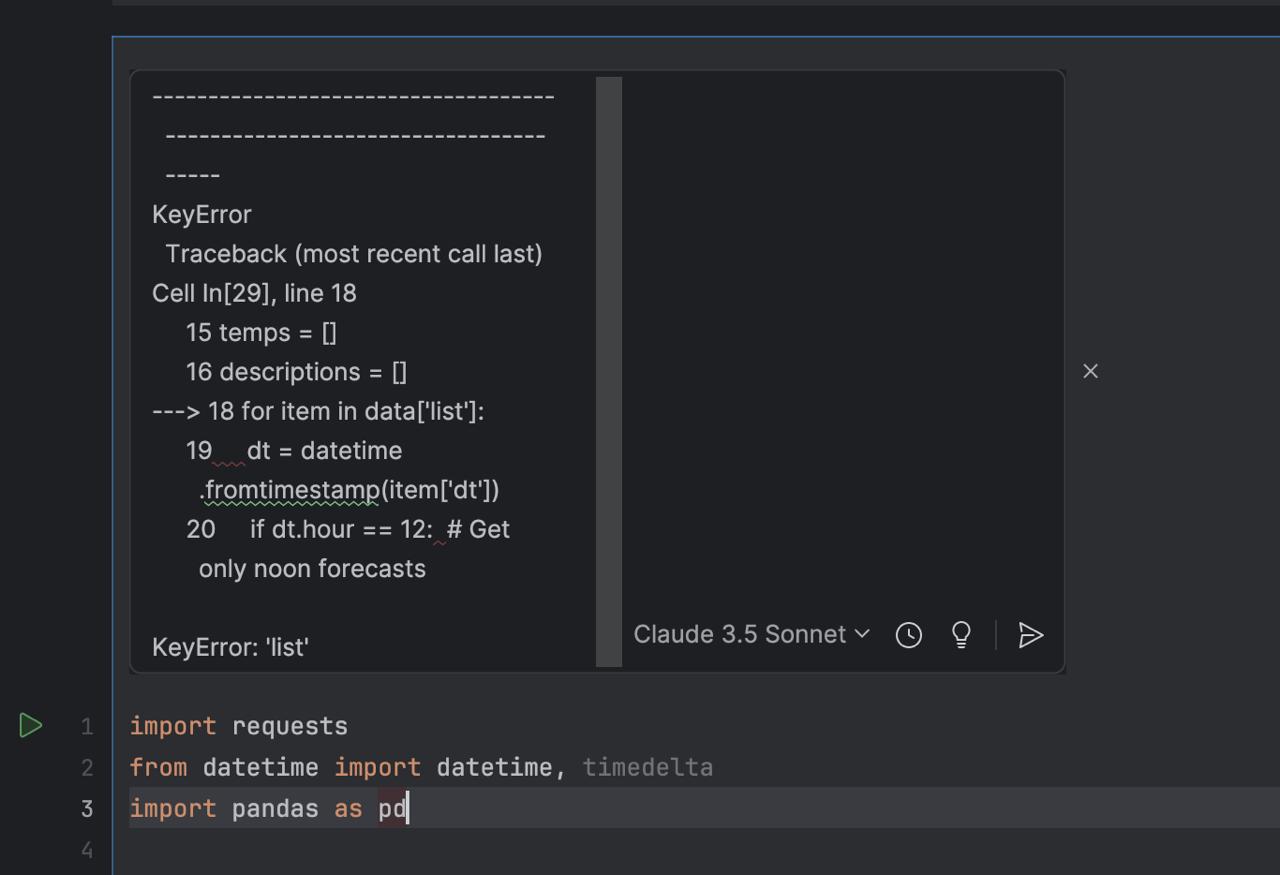 ------------------------------------
----------------------------------
-----
KeyError
Traceback (most recent call last)
Cell In[29], line 18
15 temps = []
16 descriptions = []
---> 18 for item in data['list']:
19 dt = datetime
.fromtimestamp(item['dt'])
20 if dt.hour == 12: # Get
only noon forecasts
KeyError: 'list'
Claude 3.5 Sonnet
1 import requests
2 from datetime import datetime, timedelta
3 import pandas as pd
4